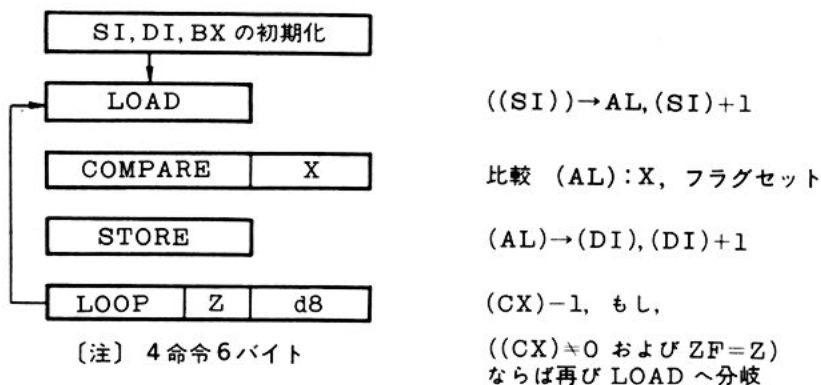 SI,DI,BXの初期化
LOAD
((SI))→AL,(SI)+1
COMPARE X
比較 (AL):X, フラグセット
STORE
(AL)→(DI),(DI)+1
LOOP Z d8
(CX)-1, もし,
〔注〕 4命令6バイト
((CX)≠0 および ZF=Z)
ならば再び LOAD へ分岐